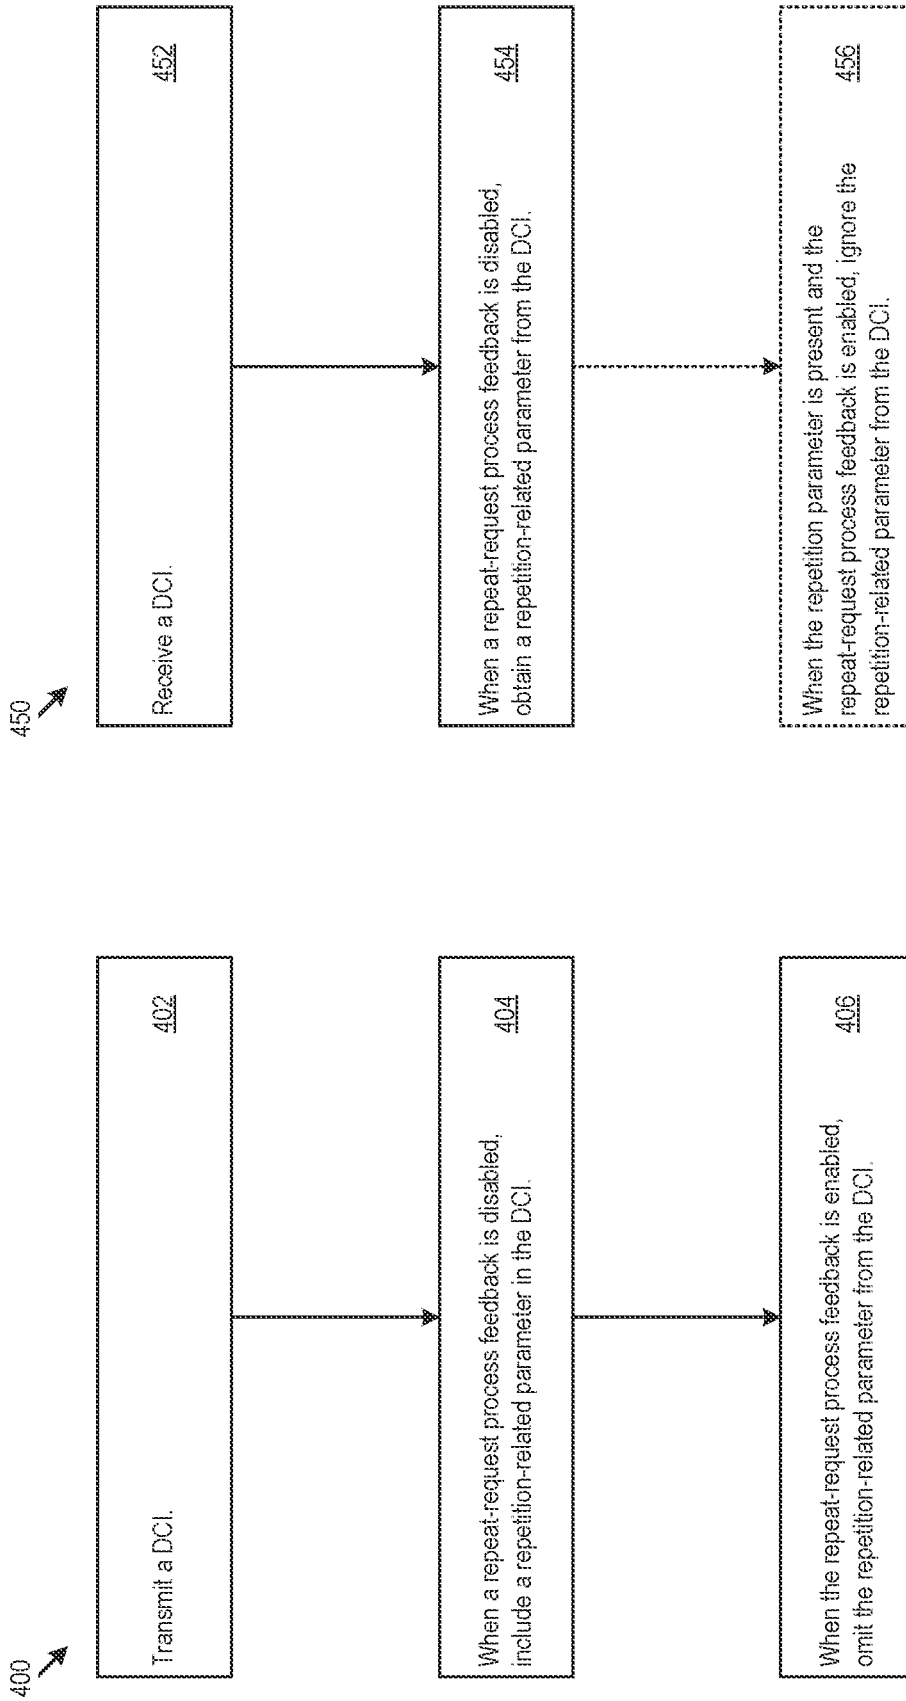 400
Transmit a DCI.
402
When a repeat-request process feedback is disabled,
include a repetition-related parameter in the DCI.
404
When the repeat-request process feedback is enabled,
omit the repetition-related parameter from the DCI.
406
450
Receive a DCI.
452
When a repeat-request process feedback is disabled,
obtain a repetition-related parameter from the DCI.
454
When the repetition parameter is present and the
repeat-request process feedback is enabled, ignore the
repetition-related parameter from the DCI.
456